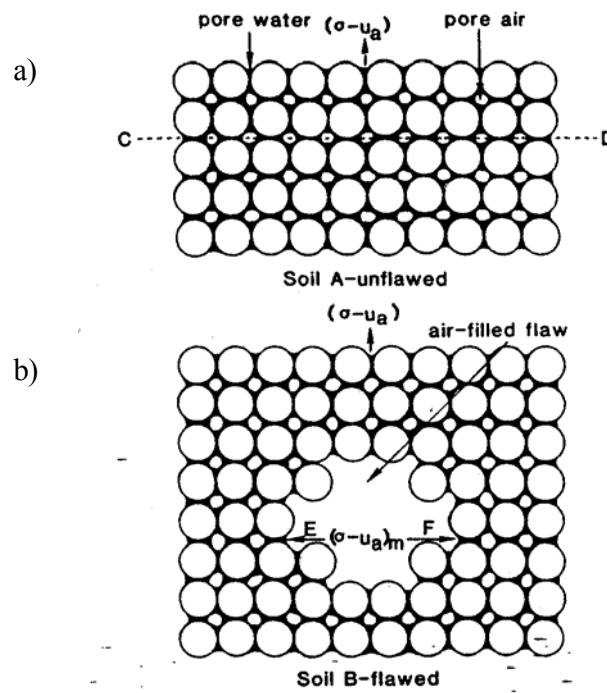 pore water
(σ-uₐ)
pore air
a)
C
D
Soil A-unflawed
(σ-uₐ)
air-filled flaw
b)
E
(σ-uₐ)ₘ
F
Soil B-flawed